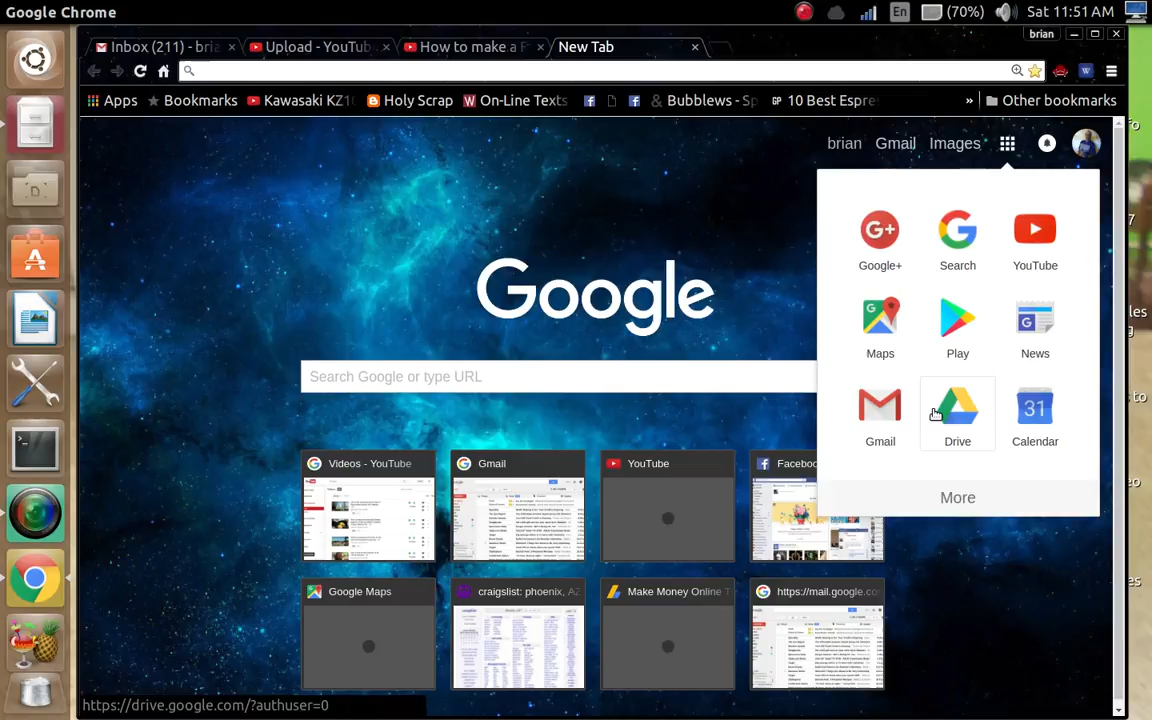 Google Chrome
En
(70%)
Sat 11:51 AM
Inbox (211) - bria
Upload - YouTub
How to make a F
New Tab
brian
Apps
Bookmarks
Kawasaki KZ10
Holy Scrap
On-Line Texts
Bubblews - Sp
10 Best Espre
»
Other bookmarks
brian
Gmail
Images
Google+
Search
YouTube
Maps
Play
News
Gmail
Drive
31
Calendar
More
Google
Search Google or type URL
Videos - YouTube
Gmail
YouTube
Faceboo
Google Maps
craigslist: phoenix, AZ
Make Money Online T
https://mail.google.co
https://drive.google.com/?authuser=0